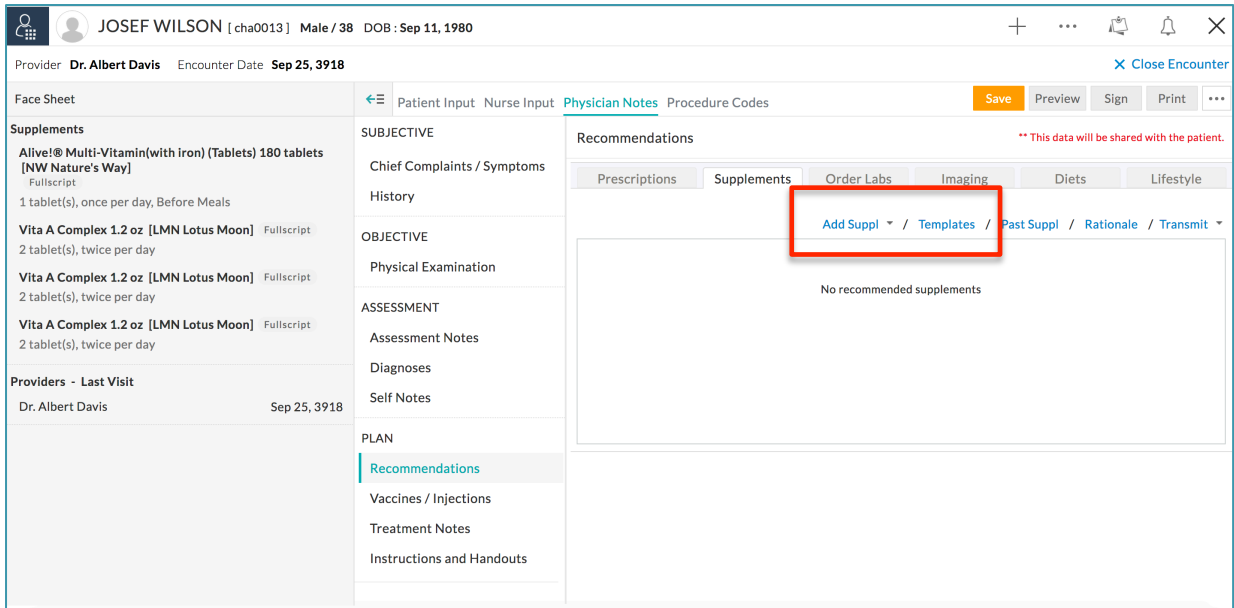 JOSEF WILSON [ cha0013 ] Male / 38 DOB : Sep 11, 1980
Provider Dr. Albert Davis Encounter Date Sep 25, 3918
Close Encounter
Face Sheet
Supplements
Alive!® Multi-Vitamin(with iron) (Tablets) 180 tablets
[NW Nature's Way]
Fullscript
1 tablet(s), once per day, Before Meals
Vita A Complex 1.2 oz [LMN Lotus Moon] Fullscript
2 tablet(s), twice per day
Vita A Complex 1.2 oz [LMN Lotus Moon] Fullscript
2 tablet(s), twice per day
Vita A Complex 1.2 oz [LMN Lotus Moon] Fullscript
2 tablet(s), twice per day
Providers - Last Visit
Dr. Albert Davis Sep 25, 3918
Patient Input Nurse Input Physician Notes Procedure Codes
Save Preview Sign Print
SUBJECTIVE
Chief Complaints / Symptoms
History
OBJECTIVE
Physical Examination
ASSESSMENT
Assessment Notes
Diagnoses
Self Notes
PLAN
Recommendations
Vaccines / Injections
Treatment Notes
Instructions and Handouts
Recommendations
** This data will be shared with the patient.
Prescriptions Supplements Order Labs Imaging Diets Lifestyle
Add Suppl / Templates / Past Suppl / Rationale / Transmit
No recommended supplements